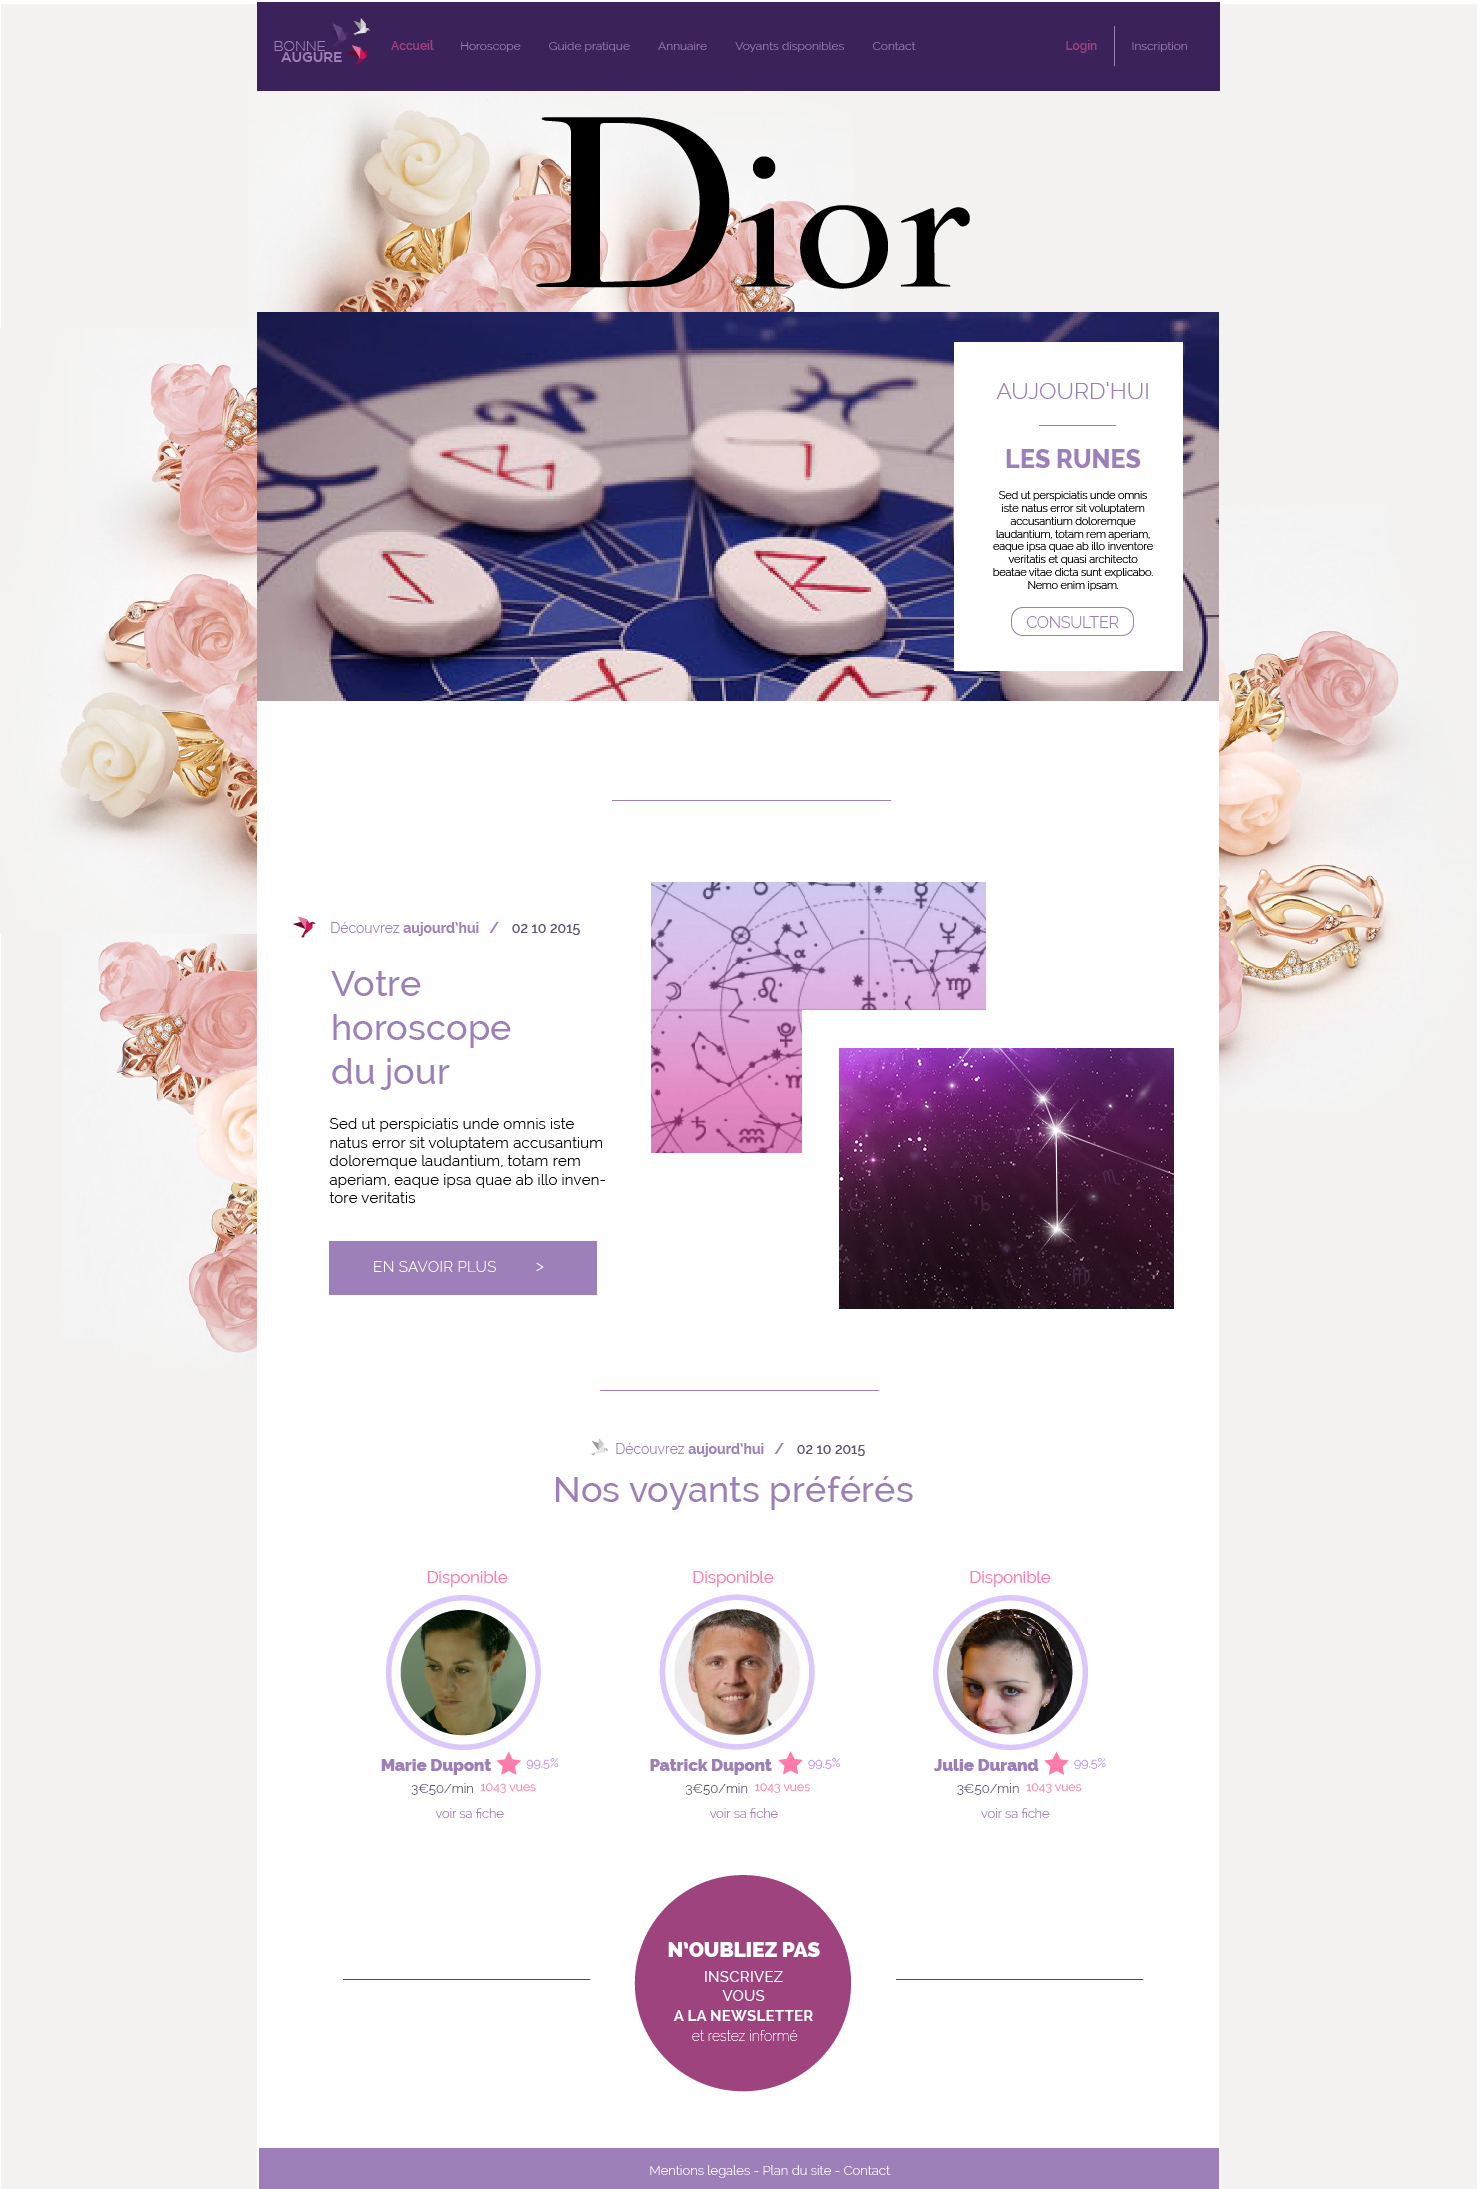 BONNE
AUGURE
Accueil Horoscope Guide pratique Annuaire Voyants disponibles Contact Login Inscription
Dior
AUJOURD'HUI
LES RUNES
Sed ut perspiciatis unde omnis
iste natus error sit voluptatem
accusantium doloremque
laudantium, totam rem aperiam,
eaque ipsa quae ab illo inventore
veritatis et quasi architecto
beatae vitae dicta sunt explicabo.
Nemo enim ipsam.
CONSULTER
Découvrez aujourd'hui / 02 10 2015
Votre
horoscope
du jour
Sed ut perspiciatis unde omnis iste
natus error sit voluptatem accusantium
doloremque laudantium, totam rem
aperiam, eaque ipsa quae ab illo inven-
tore veritatis
EN SAVOIR PLUS >
Découvrez aujourd'hui / 02 10 2015
Nos voyants préférés
Disponible Disponible Disponible
Marie Dupont 99,5% Patrick Dupont 99,5% Julie Durand 99,5%
3€50/min 1043 vues 3€50/min 1043 vues 3€50/min 1043 vues
voir sa fiche voir sa fiche voir sa fiche
N'OUBLIEZ PAS
INSCRIVEZ
VOUS
A LA NEWSLETTER
et restez informé
Mentions legales - Plan du site - Contact